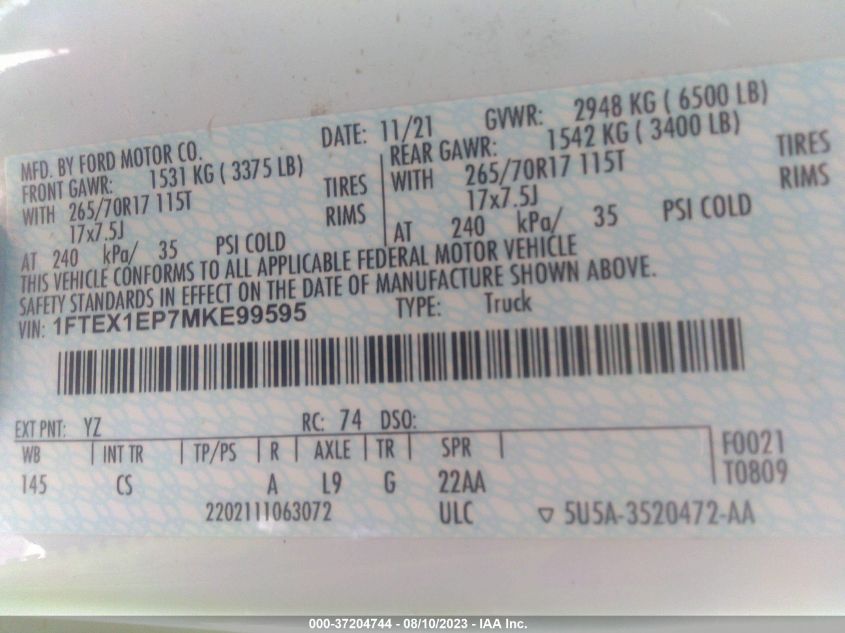 MFD. BY FORD MOTOR CO. DATE: 11/21 GVWR: 2948 KG ( 6500 LB)
FRONT GAWR: 1531 KG ( 3375 LB) REAR GAWR: 1542 KG ( 3400 LB)
WITH 265/70R17 115T TIRES WITH 265/70R17 115T TIRES
17x7.5J RIMS 17x7.5J RIMS
AT 240 kPa/ 35 PSI COLD AT 240 kPa/ 35 PSI COLD
THIS VEHICLE CONFORMS TO ALL APPLICABLE FEDERAL MOTOR VEHICLE
SAFETY STANDARDS IN EFFECT ON THE DATE OF MANUFACTURE SHOWN ABOVE.
VIN: 1FTEX1EP7MKE99595 TYPE: Truck
EXT PNT: YZ RC: 74 DSO:
WB INT TR TP/PS R AXLE TR SPR F0021
145 CS A L9 G 22AA T0809
2202111063072 ULC 5U5A-3520472-AA
000-37204744 - 08/10/2023 - IAA Inc.